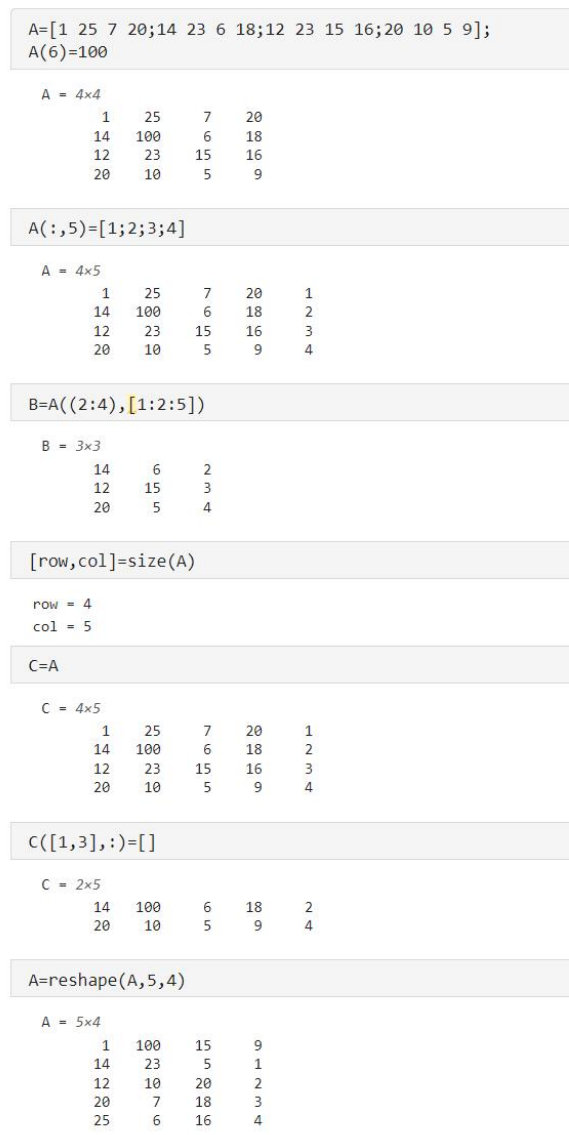 A=[1 25 7 20;14 23 6 18;12 23 15 16;20 10 5 9];
A(6)=100
A = 4×4
1 25 7 20
14 100 6 18
12 23 15 16
20 10 5 9
A(:,5)=[1;2;3;4]
A = 4×5
1 25 7 20 1
14 100 6 18 2
12 23 15 16 3
20 10 5 9 4
B=A((2:4),[1:2:5])
B = 3×3
14 6 2
12 15 3
20 5 4
[row,col]=size(A)
row = 4
col = 5
C=A
C = 4×5
1 25 7 20 1
14 100 6 18 2
12 23 15 16 3
20 10 5 9 4
C([1,3],:)=[]
C = 2×5
14 100 6 18 2
20 10 5 9 4
A=reshape(A,5,4)
A = 5×4
1 100 15 9
14 23 5 1
12 10 20 2
20 7 18 3
25 6 16 4